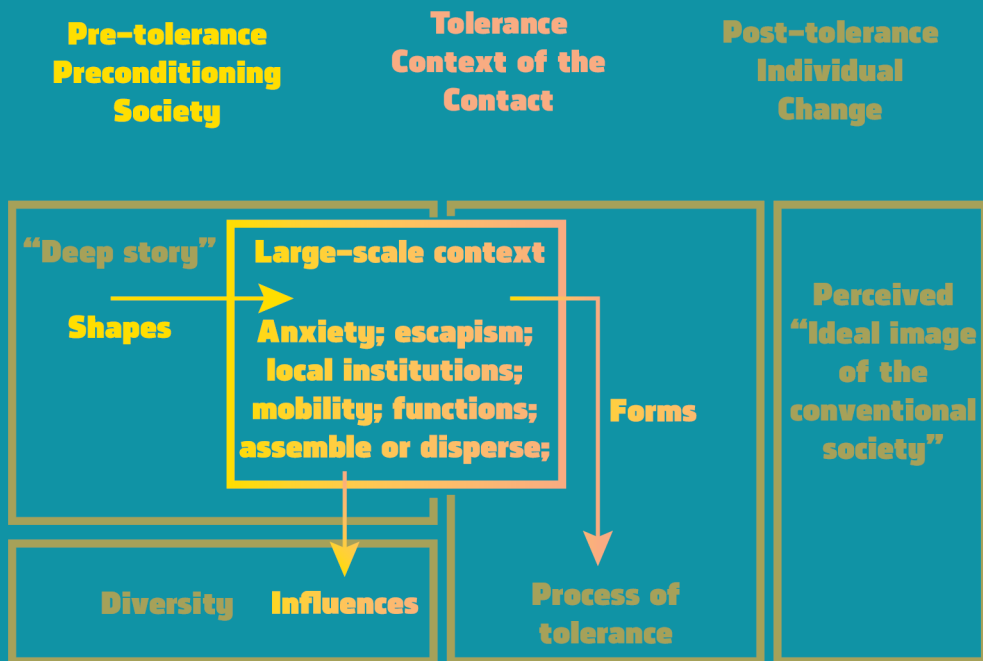 Pre-tolerance
Preconditioning
Society
Tolerance
Context of the
Contact
Post-tolerance
Individual
Change
“Deep story”
Shapes
Large-scale context
Anxiety; escapism;
local institutions;
mobility; functions;
assemble or disperse;
Forms
Perceived
“Ideal image
of the
conventional
society”
Diversity
Influences
Process of
tolerance